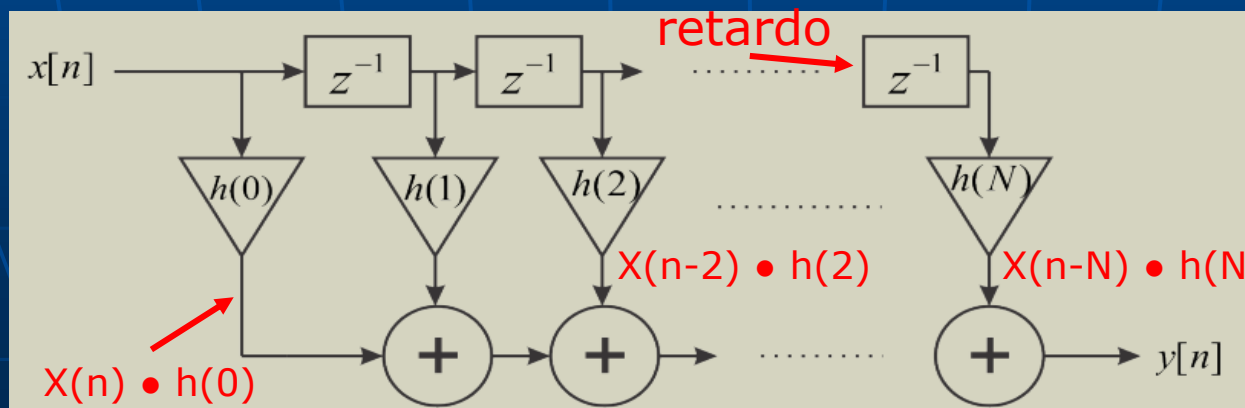 retardo
x[n] z⁻¹ z⁻¹ ........... z⁻¹
h(0) h(1) h(2) ........... h(N)
X(n-2) ● h(2) X(n-N) ● h(N
+ + ........... + y[n]
X(n) ● h(0)